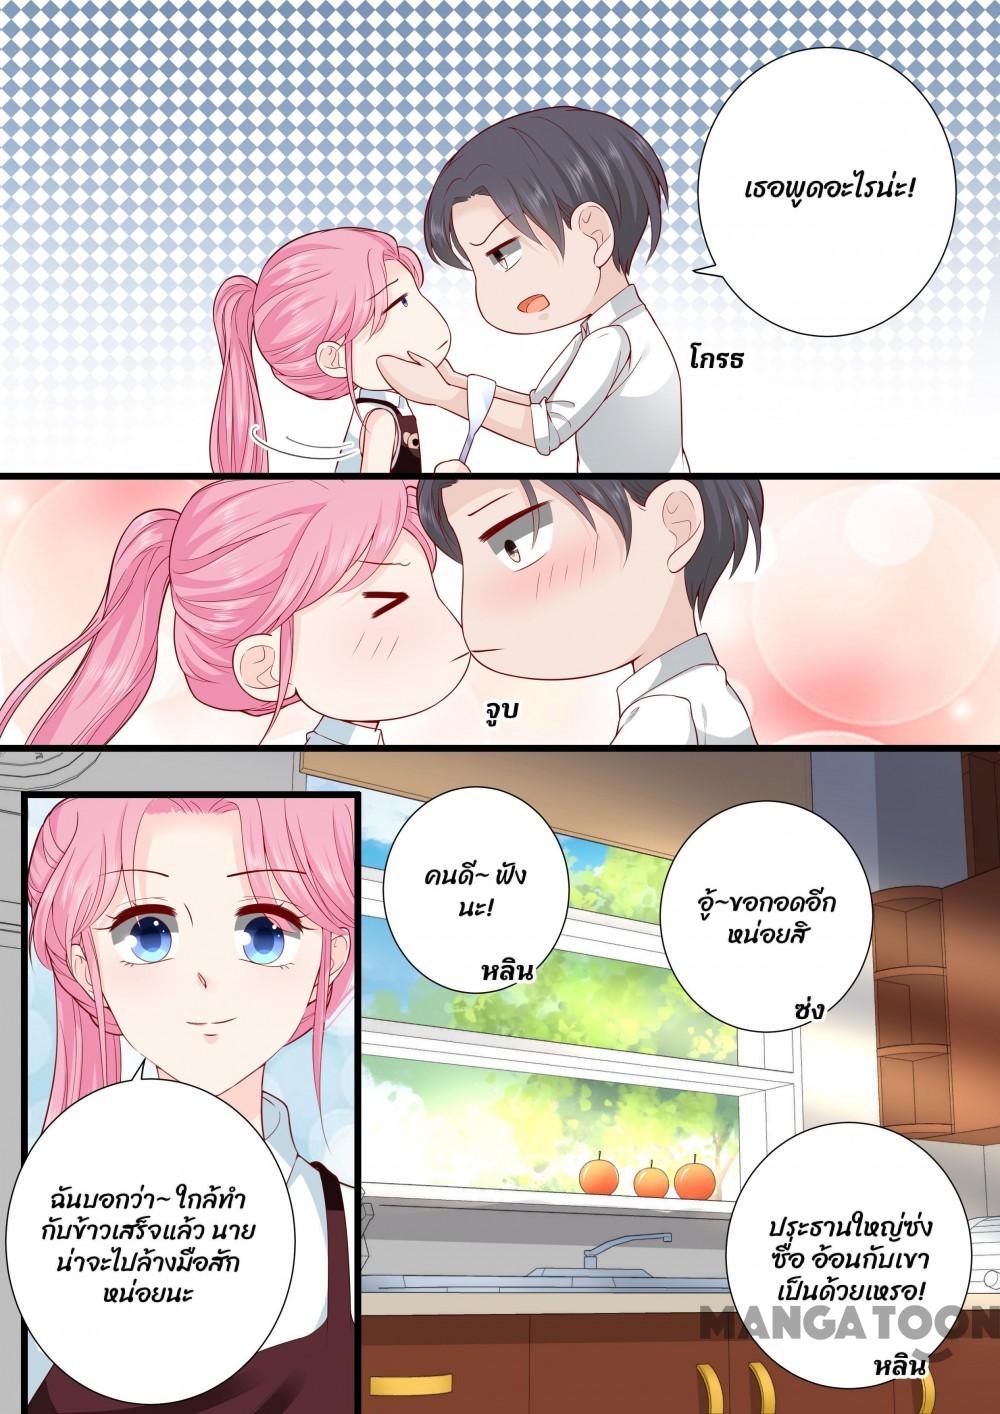 เธอพูดอะไรน่ะ!
โกรธ
จูบ
คนดี~ ฟัง
นะ!
หลิน
อู้~ขอกอดอีก
หน่อยสิ
ซ่ง
ฉันบอกว่า~ ใกล้ทำ
กับข้าวเสร็จแล้ว นาย
น่าจะไปล้างมือสัก
หน่อยนะ
ประธานใหญ่ซ่ง
ซื่อ อ้อนกับเขา
เป็นด้วยเหรอ!
หลิน
MANGATOON